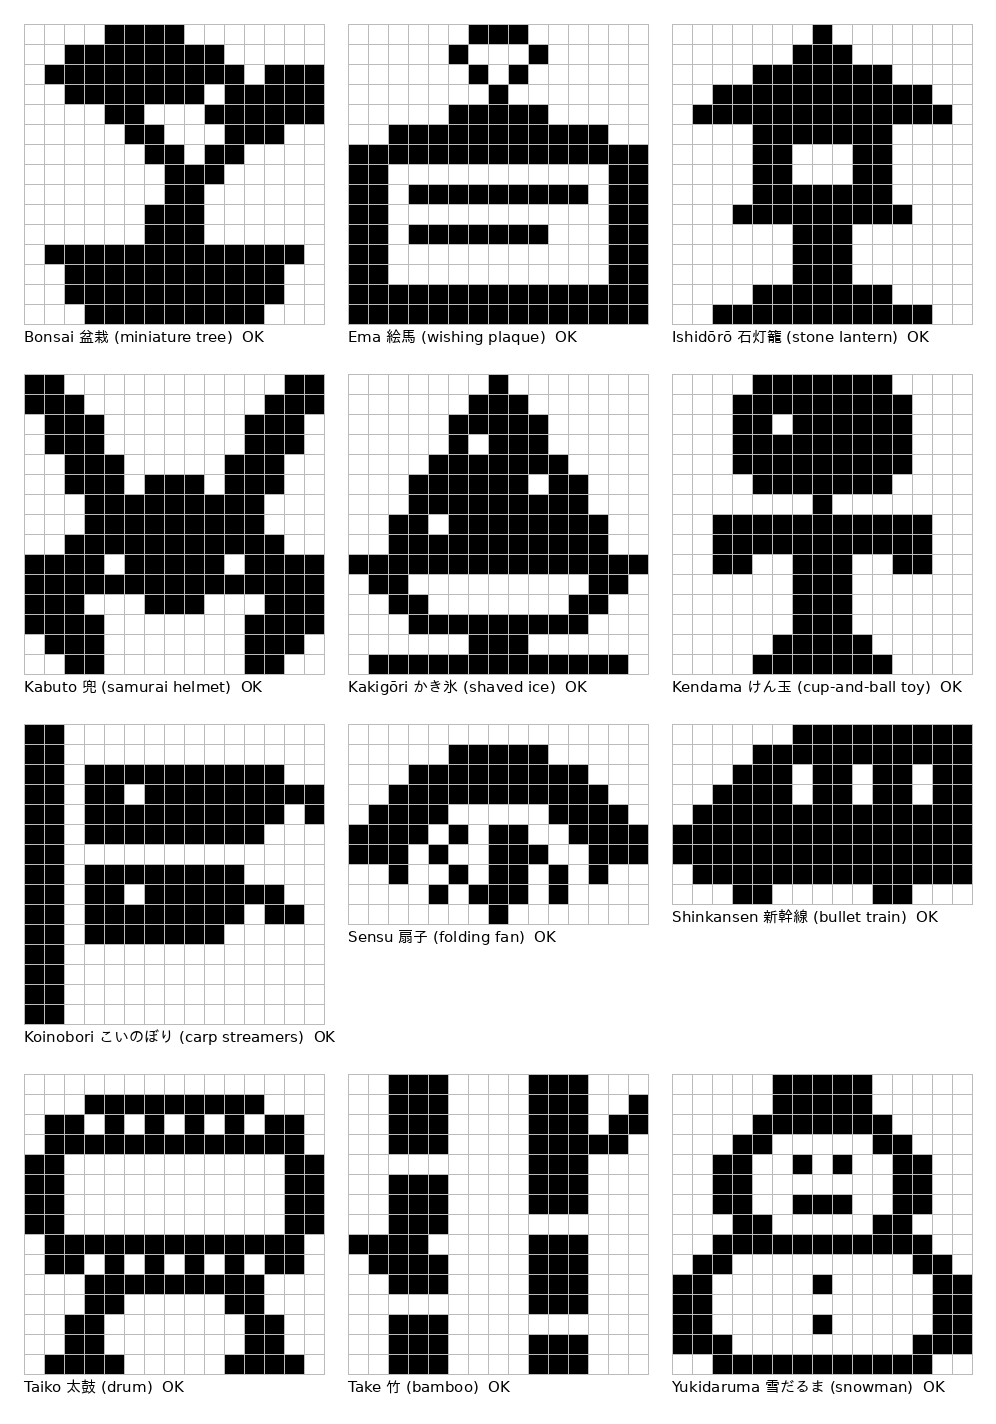 Bonsai 盆栽 (miniature tree)  OK
Ema 絵馬 (wishing plaque)  OK
Ishidōrō 石灯籠 (stone lantern)  OK
Kabuto 兜 (samurai helmet)  OK
Kakigōri かき氷 (shaved ice)  OK
Kendama けん玉 (cup-and-ball toy)  OK
Koinobori こいのぼり (carp streamers)  OK
Sensu 扇子 (folding fan)  OK
Shinkansen 新幹線 (bullet train)  OK
Taiko 太鼓 (drum)  OK
Take 竹 (bamboo)  OK
Yukidaruma 雪だるま (snowman)  OK